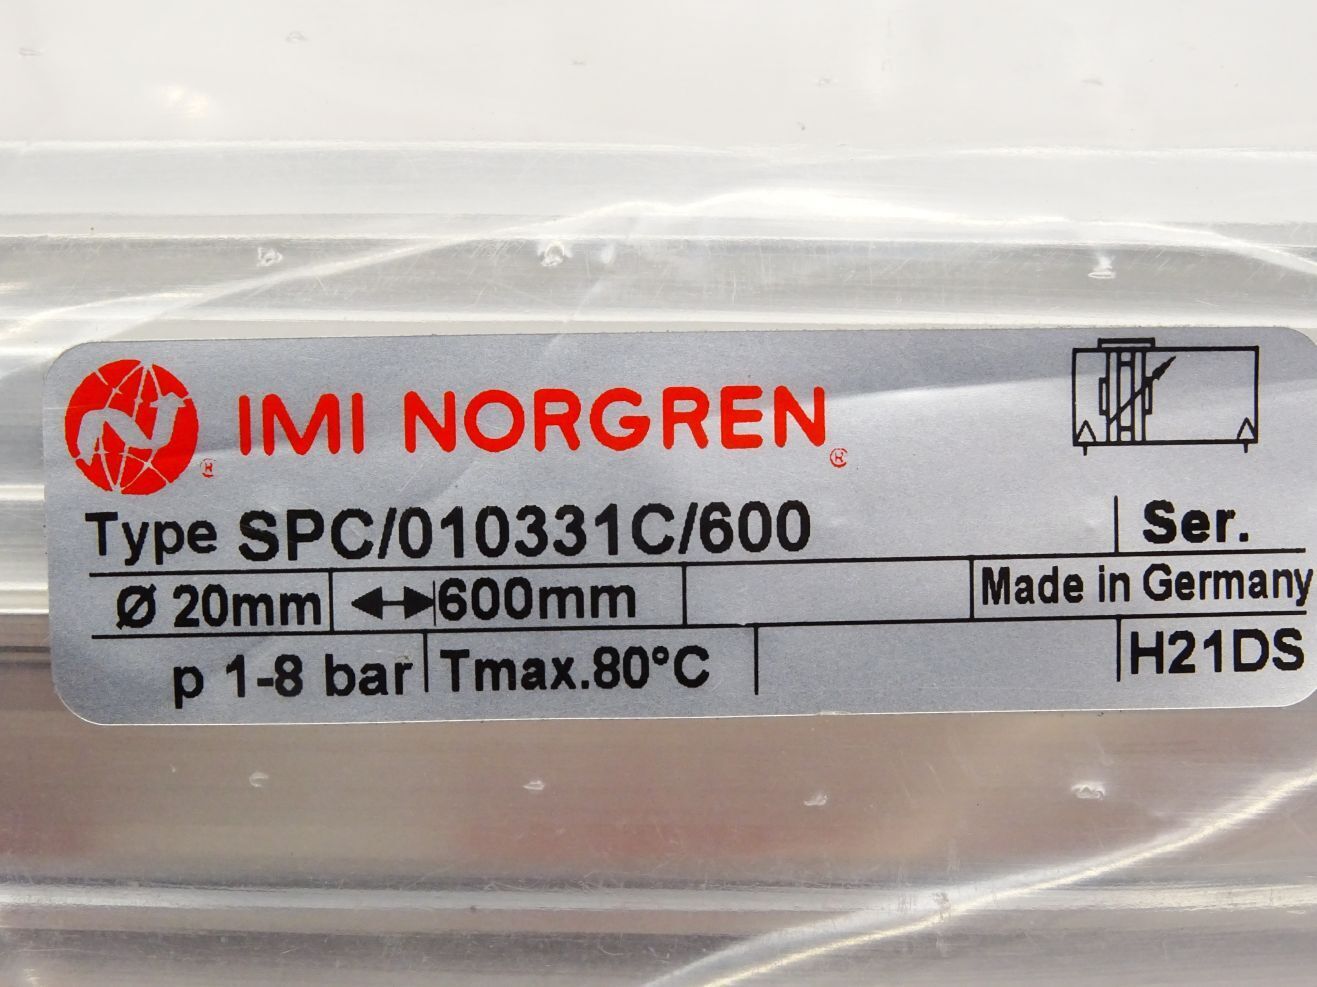 IMI NORGREN®
Type SPC/010331C/600 Ser.
Ø 20mm 600mm Made in Germany
p 1-8 bar Tmax.80°C H21DS